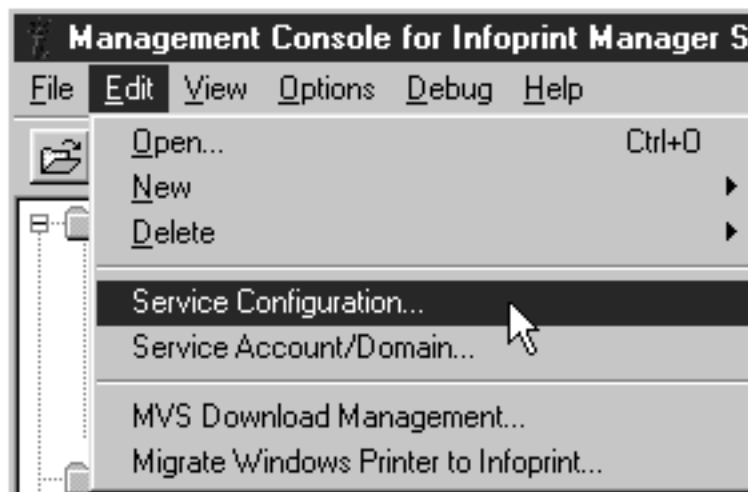 Management Console for Infoprint Manager S
File Edit View Options Debug Help
Open... Ctrl+O
New
Delete
Service Configuration...
Service Account/Domain...
MVS Download Management...
Migrate Windows Printer to Infoprint...